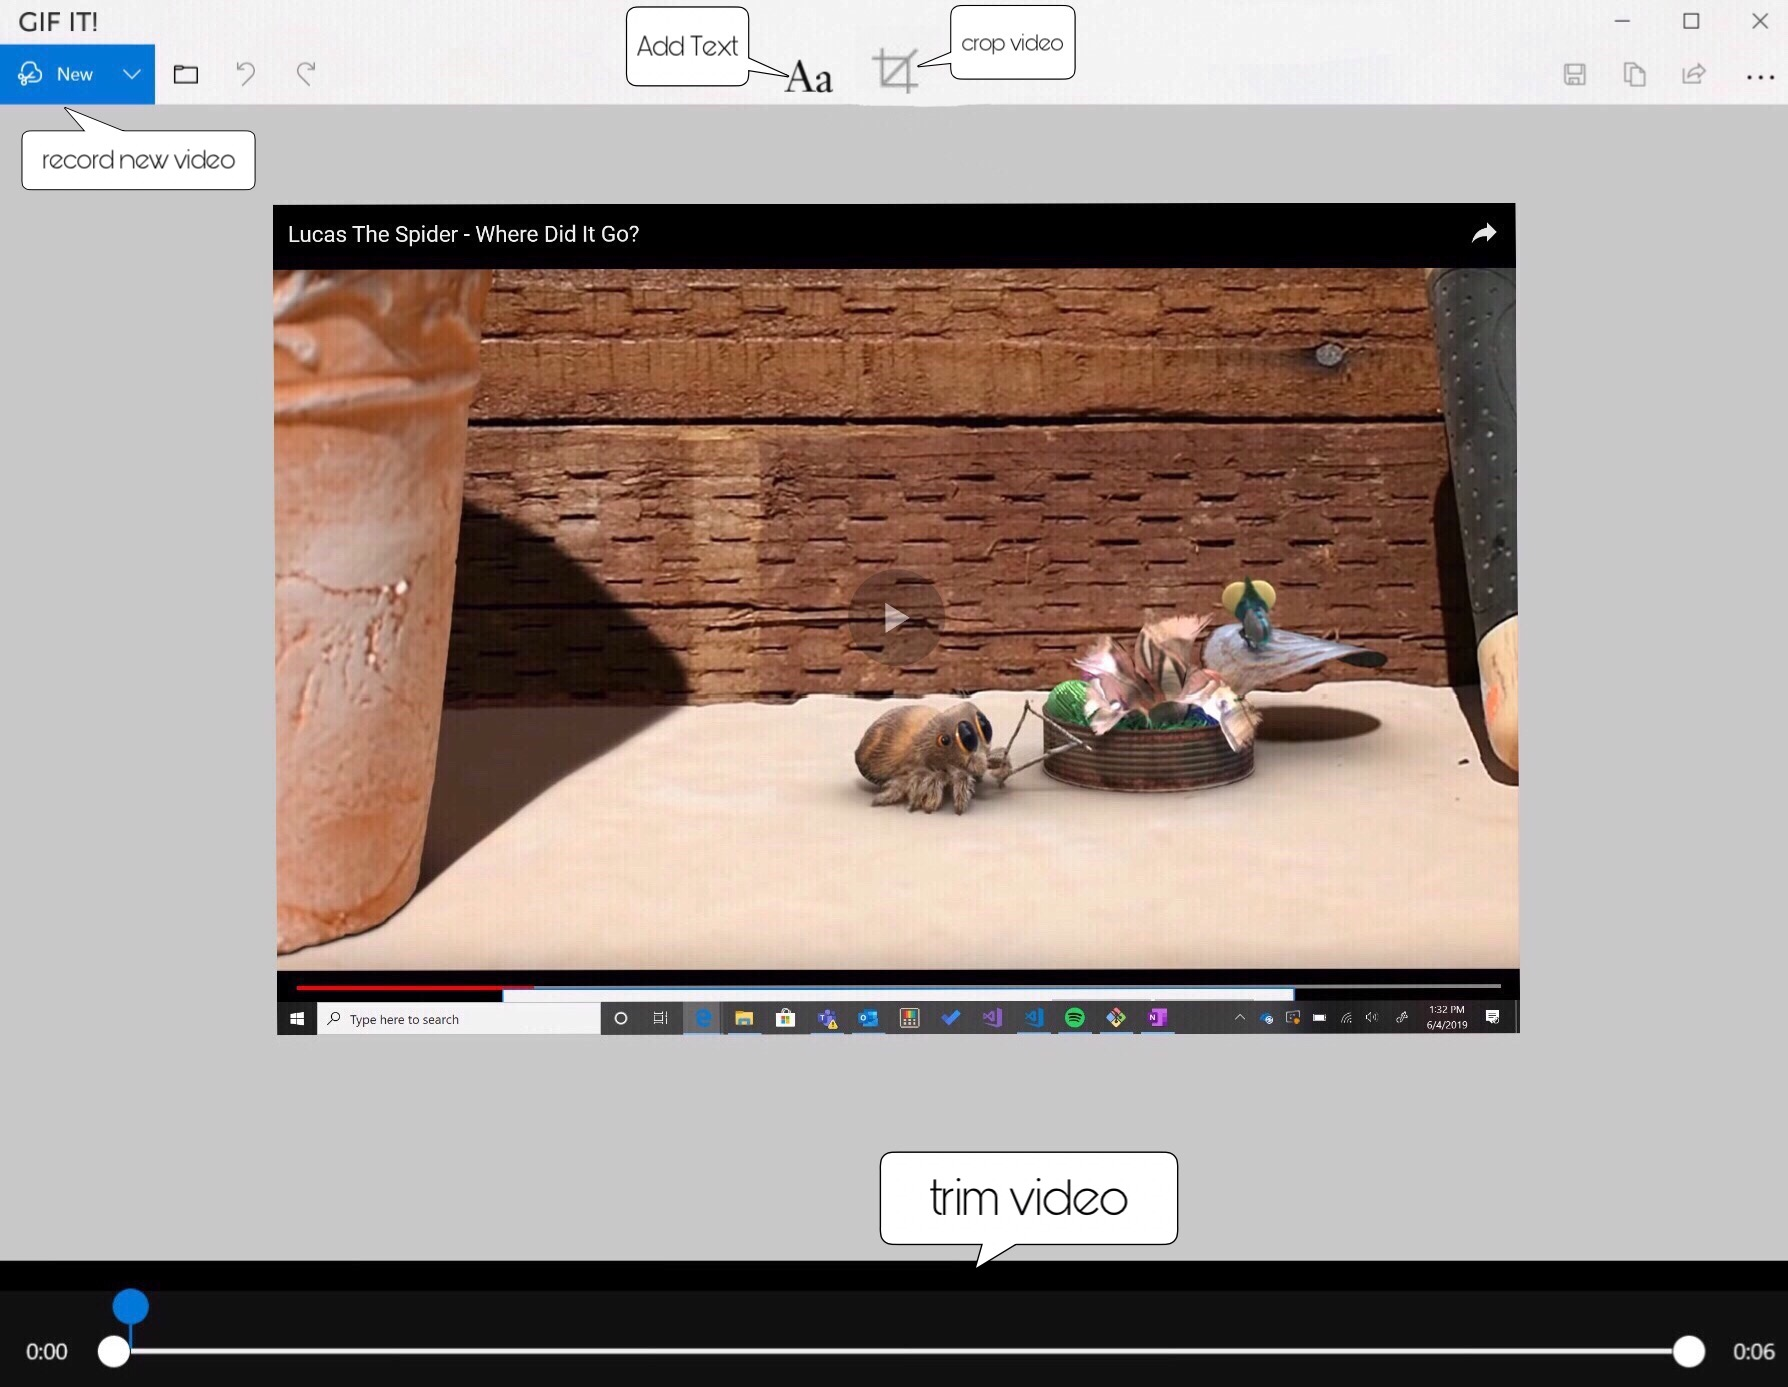 GIF IT!
New
Add Text
Aa
crop video
record new video
Lucas The Spider - Where Did It Go?
Type here to search
1:32 PM
6/4/2019
trim video
0:00
0:06